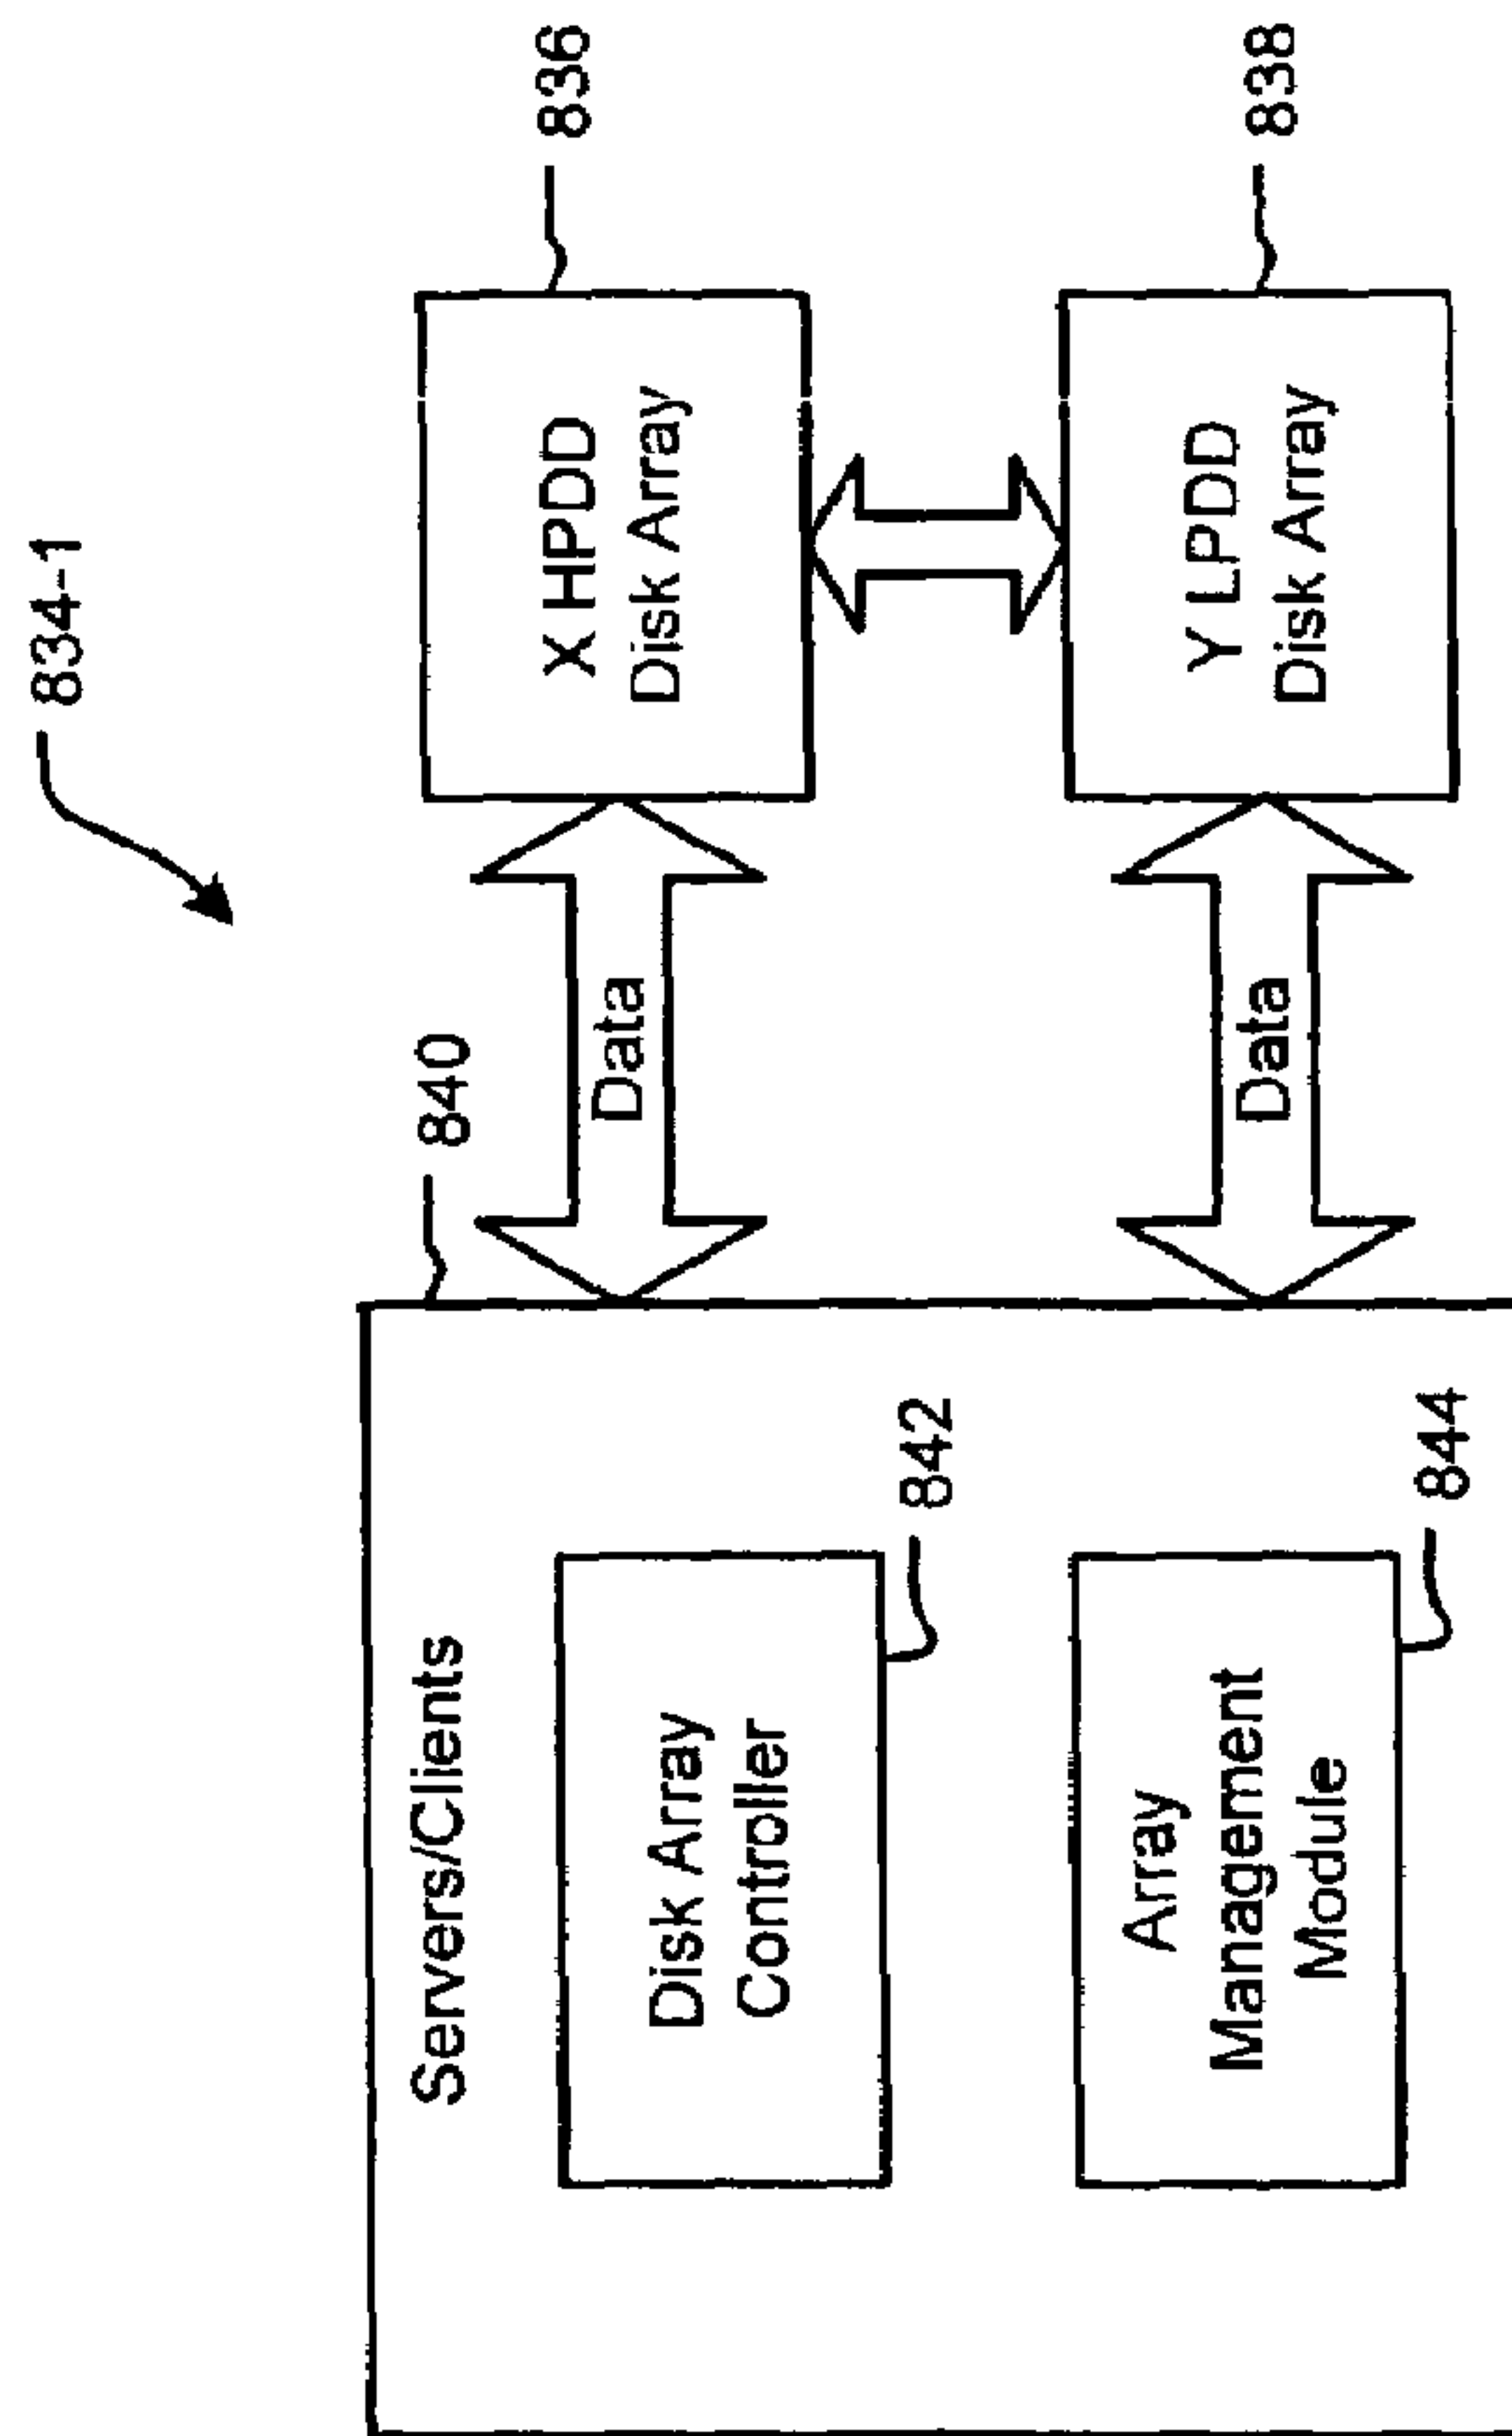 834-1
840
Servers/Clients
Disk Array
Controller
842
Array
Management
Module
844
Data
Data
X HPDD
Disk Array
836
Y LPDD
Disk Array
838